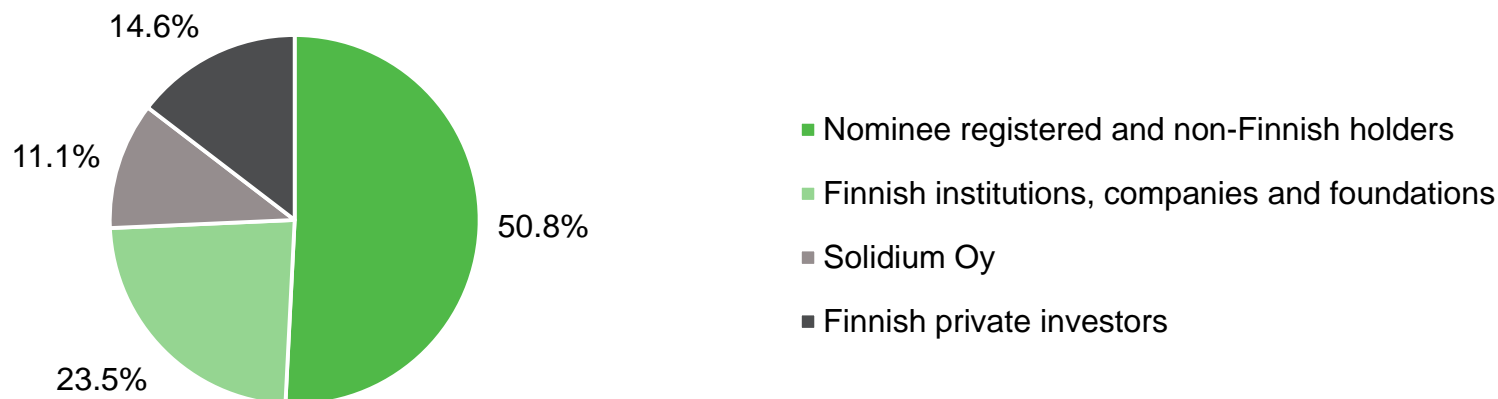 14.6%
11.1%
50.8%
23.5%
Nominee registered and non-Finnish holders
Finnish institutions, companies and foundations
Solidium Oy
Finnish private investors